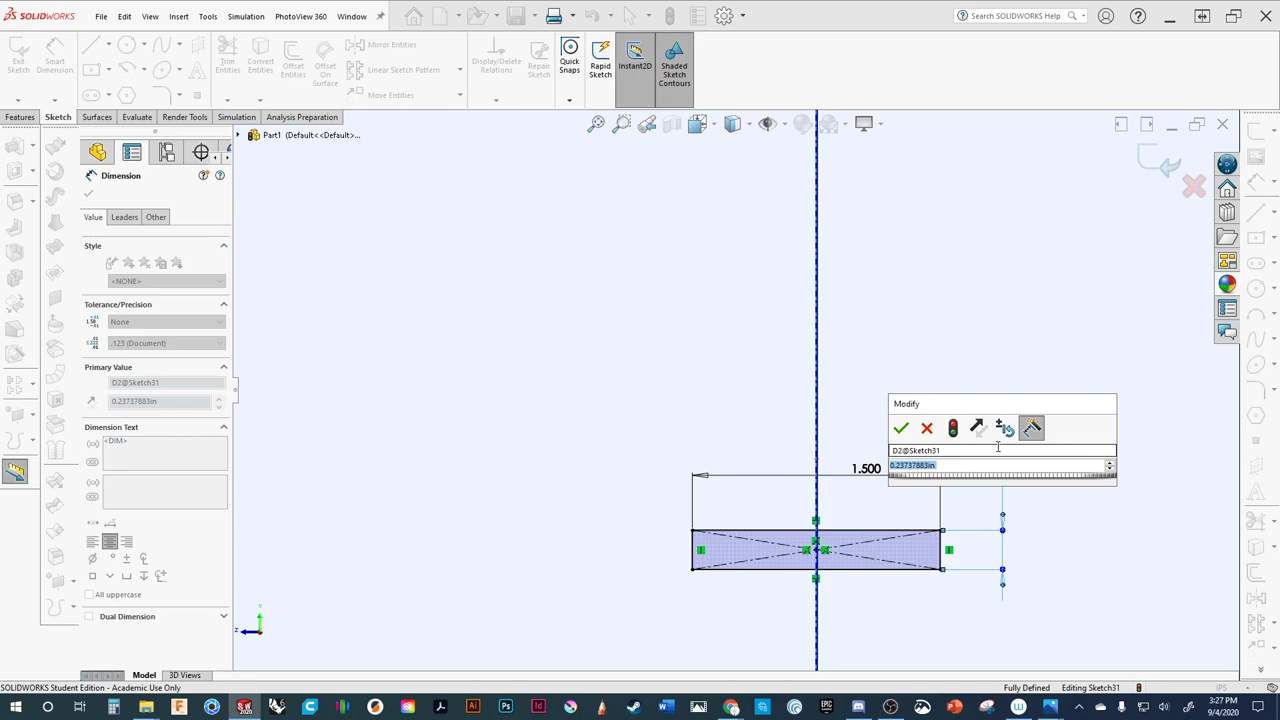 SOLIDWORKS File Edit View Insert Tools Simulation PhotoView 360 Window Search SOLIDWORKS Help
Exit Sketch Smart Dimension Trim Entities Convert Entities Offset Entities Offset On Surface Mirror Entities Linear Sketch Pattern Move Entities Display/Delete Relations Repair Sketch Quick Snaps Rapid Sketch Instant2D Shaded Sketch Contours
Features Sketch Surfaces Evaluate Render Tools Simulation Analysis Preparation
Part1 (Default<<Default>...
Dimension
Value Leaders Other
Style
<NONE>
Tolerance/Precision
None
.123 (Document)
Primary Value
D2@Sketch31
0.23737883in
Dimension Text
<DIM>
All uppercase
Dual Dimension
Modify
D2@Sketch31
0.23737883in
1.500
Y
Z
Model 3D Views
SOLIDWORKS Student Edition - Academic Use Only Fully Defined Editing Sketch31 IPS
3:27 PM
9/4/2020